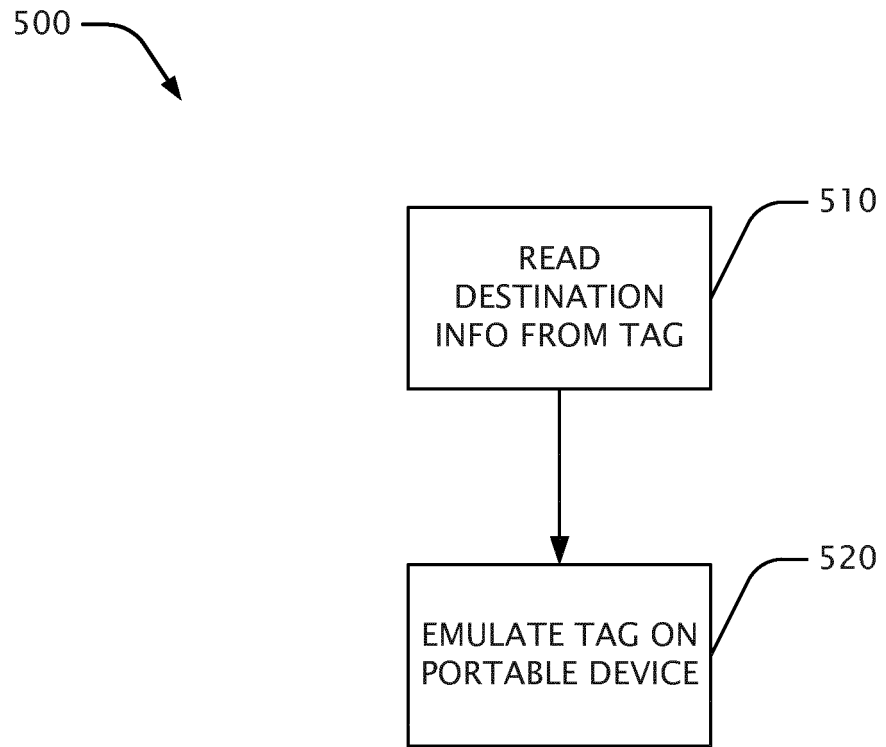 500
510
READ
DESTINATION
INFO FROM TAG
520
EMULATE TAG ON
PORTABLE DEVICE